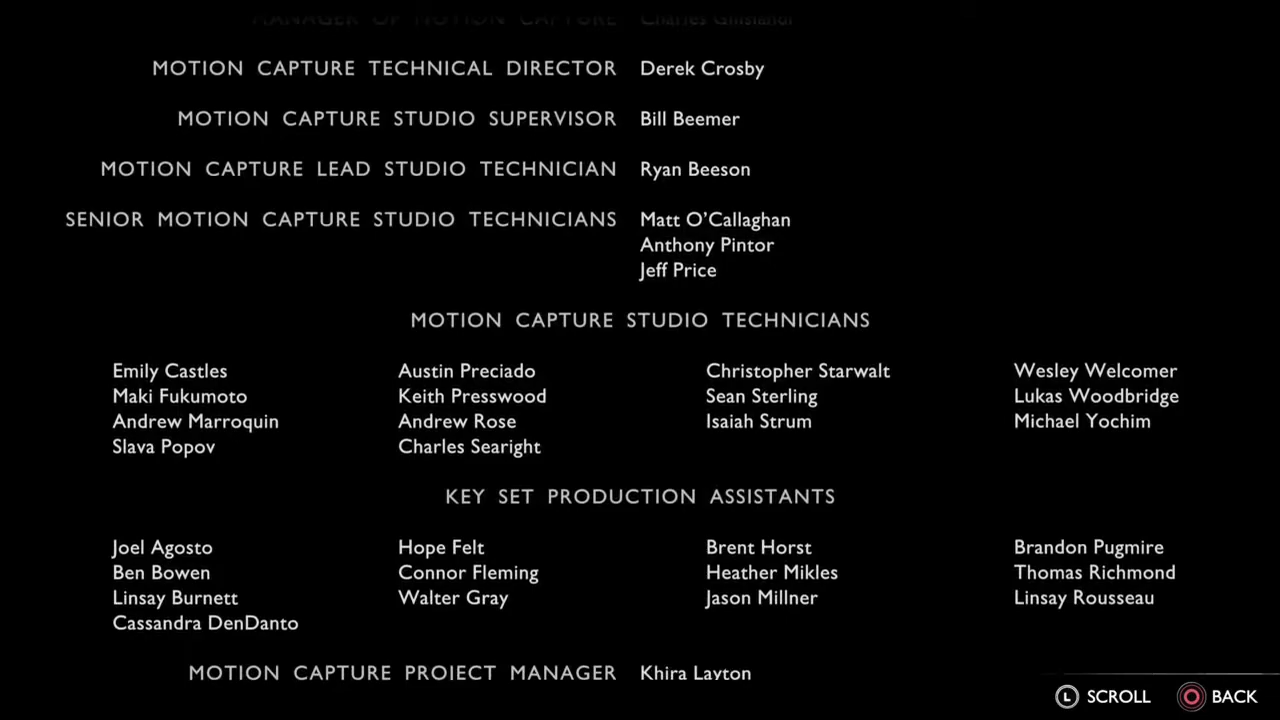 MANAGER OF MOTION CAPTURE Charles
MOTION CAPTURE TECHNICAL DIRECTOR Derek Crosby
MOTION CAPTURE STUDIO SUPERVISOR Bill Beemer
MOTION CAPTURE LEAD STUDIO TECHNICIAN Ryan Beeson
SENIOR MOTION CAPTURE STUDIO TECHNICIANS Matt O’Callaghan
Anthony Pintor
Jeff Price
MOTION CAPTURE STUDIO TECHNICIANS
Emily Castles Austin Preciado Christopher Starwalt Wesley Welcomer
Maki Fukumoto Keith Presswood Sean Sterling Lukas Woodbridge
Andrew Marroquin Andrew Rose Isaiah Strum Michael Yochim
Slava Popov Charles Searight
KEY SET PRODUCTION ASSISTANTS
Joel Agosto Hope Felt Brent Horst Brandon Pugmire
Ben Bowen Connor Fleming Heather Mikles Thomas Richmond
Linsay Burnett Walter Gray Jason Millner Linsay Rousseau
Cassandra DenDanto
MOTION CAPTURE PROJECT MANAGER Khira Layton
L SCROLL BACK